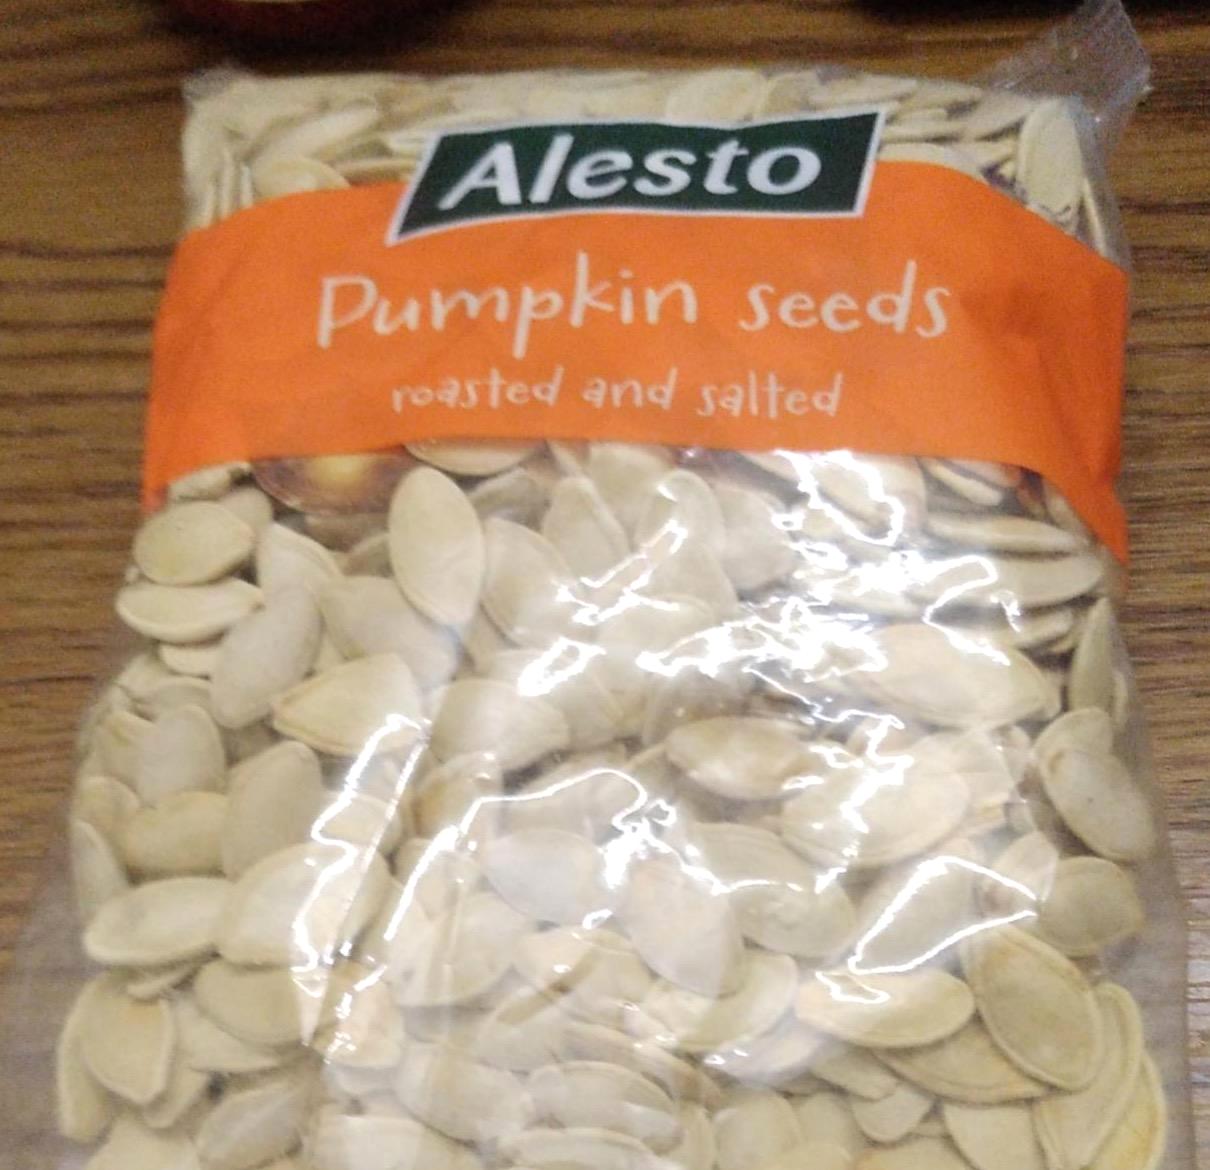 Alesto
Pumpkin seeds
roasted and salted